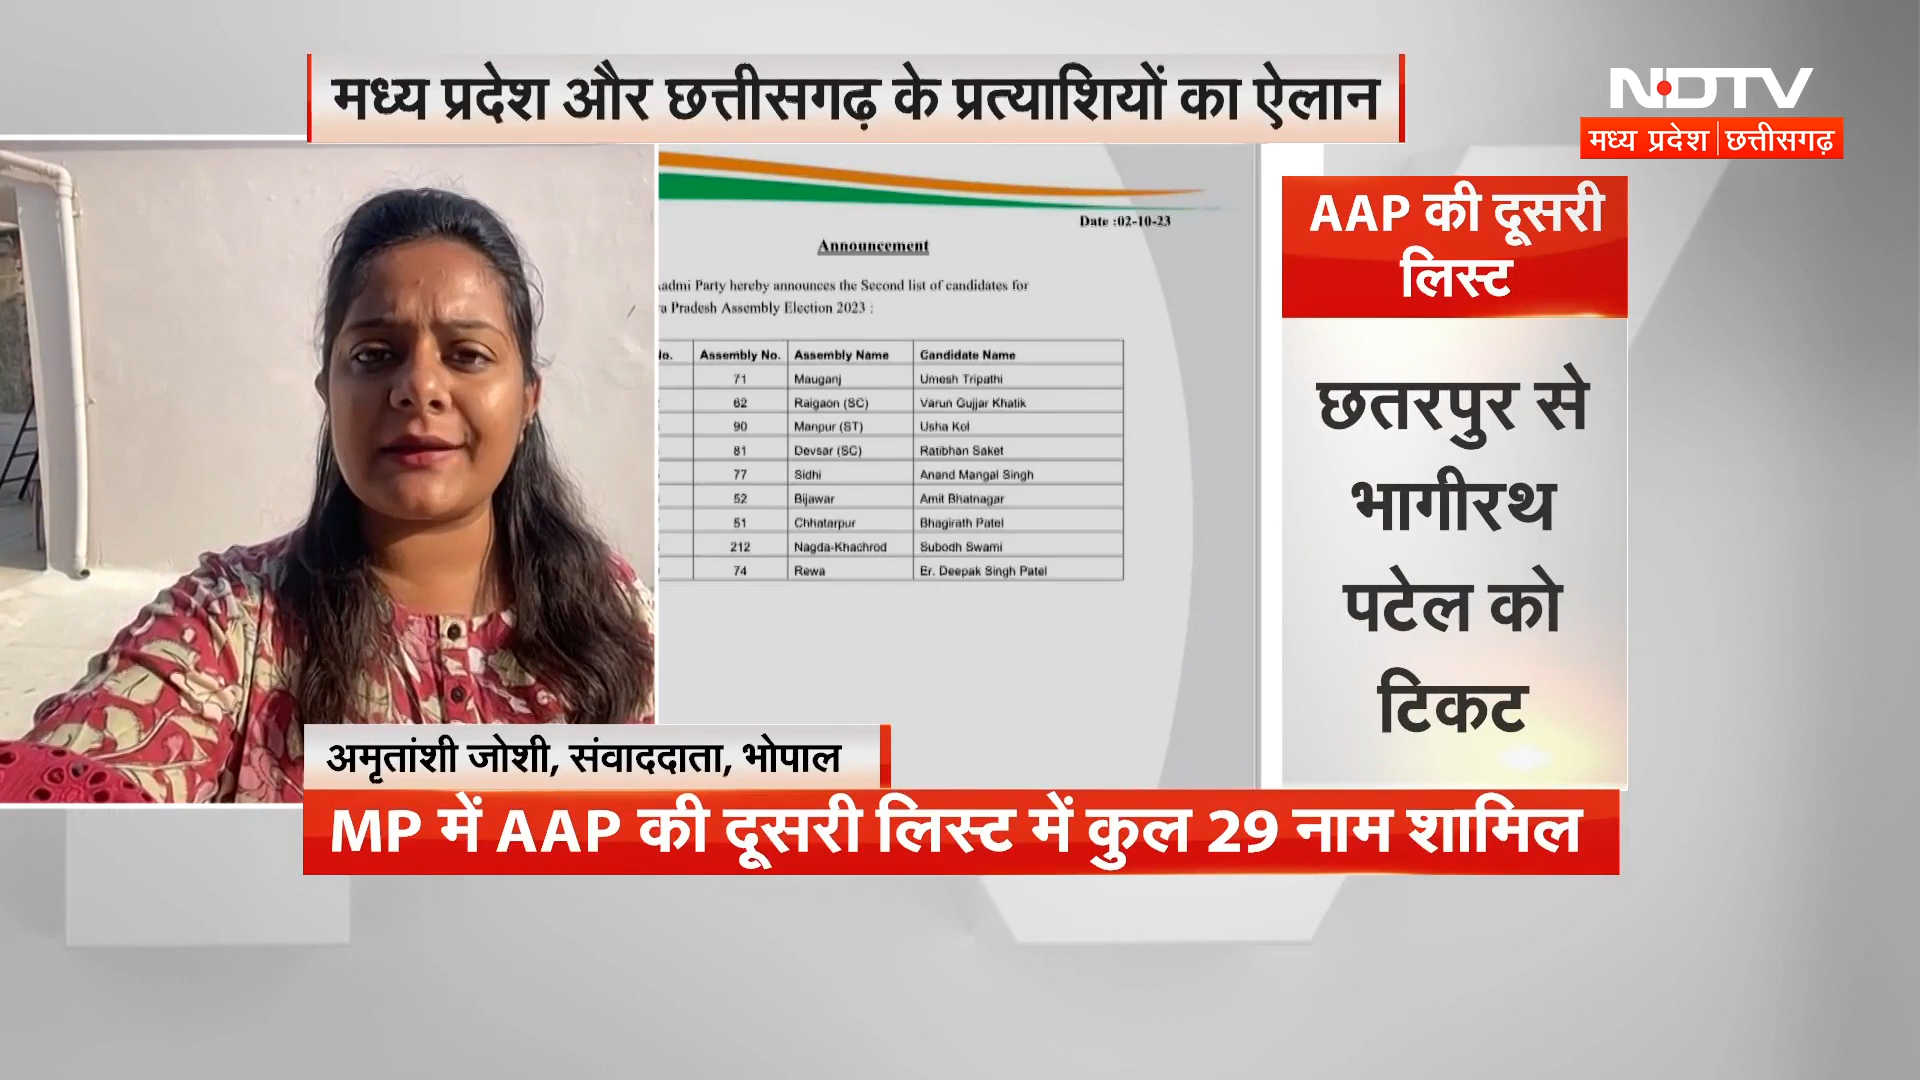 मध्य प्रदेश और छत्तीसगढ़ के प्रत्याशियों का ऐलान
NDTV
मध्य प्रदेश | छत्तीसगढ़
Date :02-10-23
Announcement
admi Party hereby announces the Second list of candidates for
a Pradesh Assembly Election 2023 :
No. Assembly No. Assembly Name Candidate Name
71 Mauganj Umesh Tripathi
62 Raigaon (SC) Varun Gujjar Khatik
90 Manpur (ST) Usha Kol
81 Devsar (SC) Ratibhan Saket
77 Sidhi Anand Mangal Singh
52 Bijawar Amit Bhatnagar
51 Chhatarpur Bhagirath Patel
212 Nagda-Khachrod Subodh Swami
74 Rewa Er. Deepak Singh Patel
AAP की दूसरी
लिस्ट
छतरपुर से
भागीरथ
पटेल को
टिकट
अमृतांशी जोशी, संवाददाता, भोपाल
MP में AAP की दूसरी लिस्ट में कुल 29 नाम शामिल